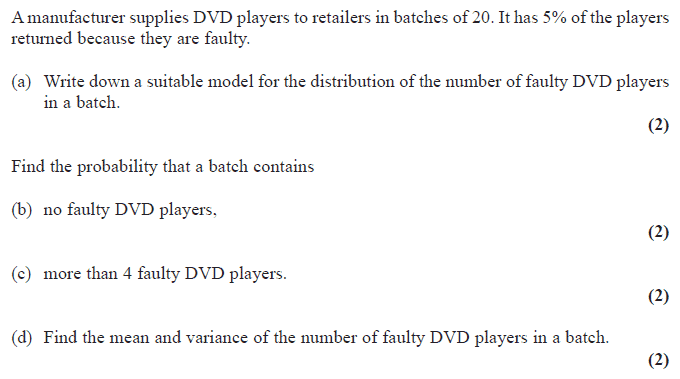 A manufacturer supplies DVD players to retailers in batches of 20. It has 5% of the players
returned because they are faulty.
(a) Write down a suitable model for the distribution of the number of faulty DVD players
in a batch.
(2)
Find the probability that a batch contains
(b) no faulty DVD players,
(2)
(c) more than 4 faulty DVD players.
(2)
(d) Find the mean and variance of the number of faulty DVD players in a batch.
(2)